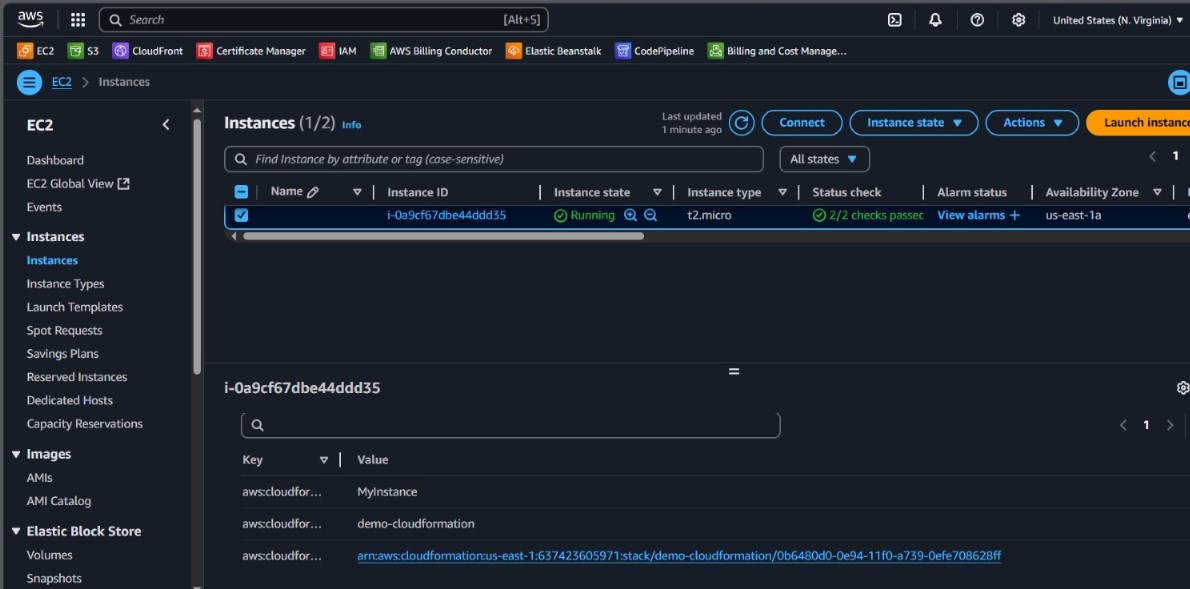 aws Search [Alt+S] United States (N. Virginia)
EC2 S3 CloudFront Certificate Manager IAM AWS Billing Conductor Elastic Beanstalk CodePipeline Billing and Cost Manage...
EC2 > Instances
EC2
Dashboard
EC2 Global View
Events
Instances
Instances
Instance Types
Launch Templates
Spot Requests
Savings Plans
Reserved Instances
Dedicated Hosts
Capacity Reservations
Images
AMIs
AMI Catalog
Elastic Block Store
Volumes
Snapshots
Instances (1/2) Info
Last updated
1 minute ago
Connect Instance state Actions Launch instance
Find Instance by attribute or tag (case-sensitive) All states 1
Name Instance ID Instance state Instance type Status check Alarm status Availability Zone
i-0a9cf67dbe44ddd35 Running t2.micro 2/2 checks passec View alarms + us-east-1a
i-0a9cf67dbe44ddd35
1
Key Value
aws:cloudfor... MyInstance
aws:cloudfor... demo-cloudformation
aws:cloudfor... arn:aws:cloudformation:us-east-1:637423605971:stack/demo-cloudformation/0b6480d0-0e94-11f0-a739-0efe708628ff